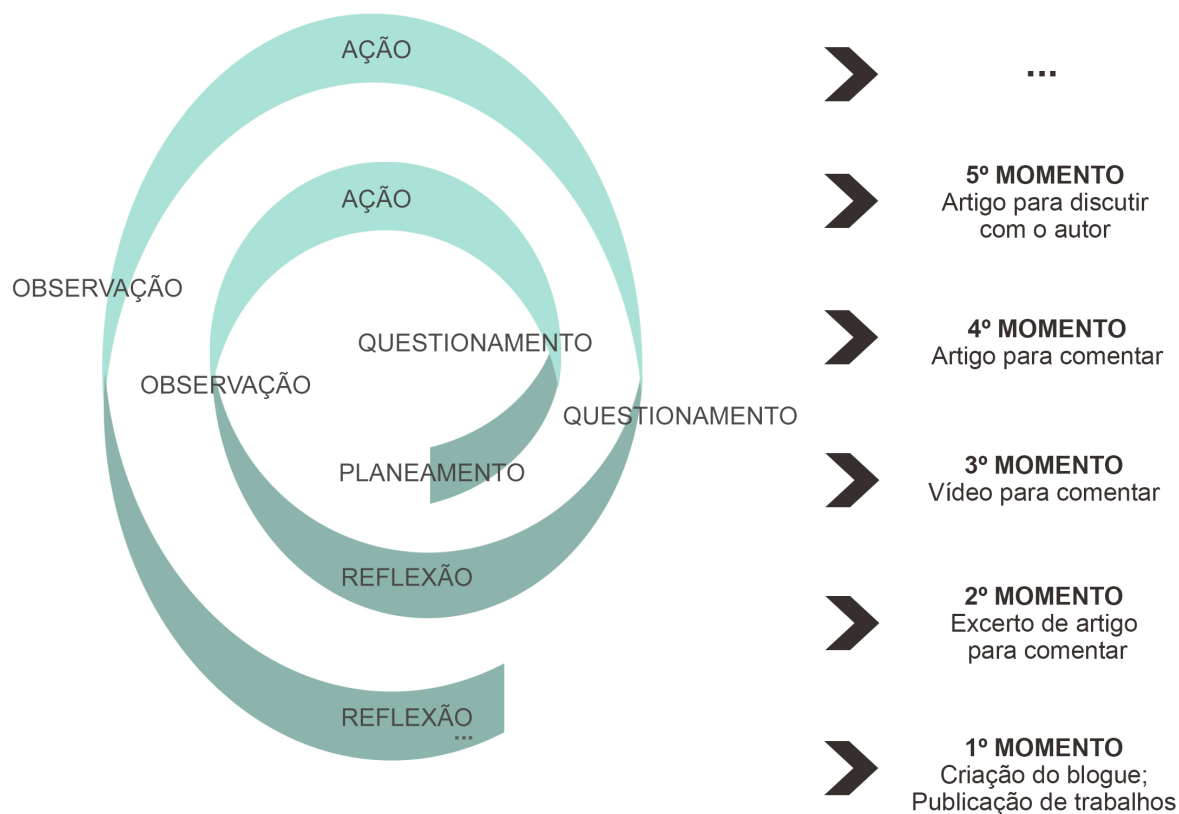 AÇÃO
AÇÃO
OBSERVAÇÃO
QUESTIONAMENTO
OBSERVAÇÃO
QUESTIONAMENTO
PLANEAMENTO
REFLEXÃO
REFLEXÃO
...
...
5º MOMENTO
Artigo para discutir
com o autor
4º MOMENTO
Artigo para comentar
3º MOMENTO
Vídeo para comentar
2º MOMENTO
Excerto de artigo
para comentar
1º MOMENTO
Criação do blogue;
Publicação de trabalhos